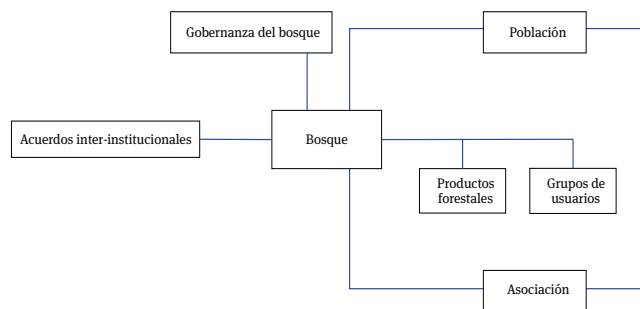 Gobernanza del bosque
Población
Acuerdos inter-institucionales
Bosque
Productos
forestales
Grupos de
usuarios
Asociación